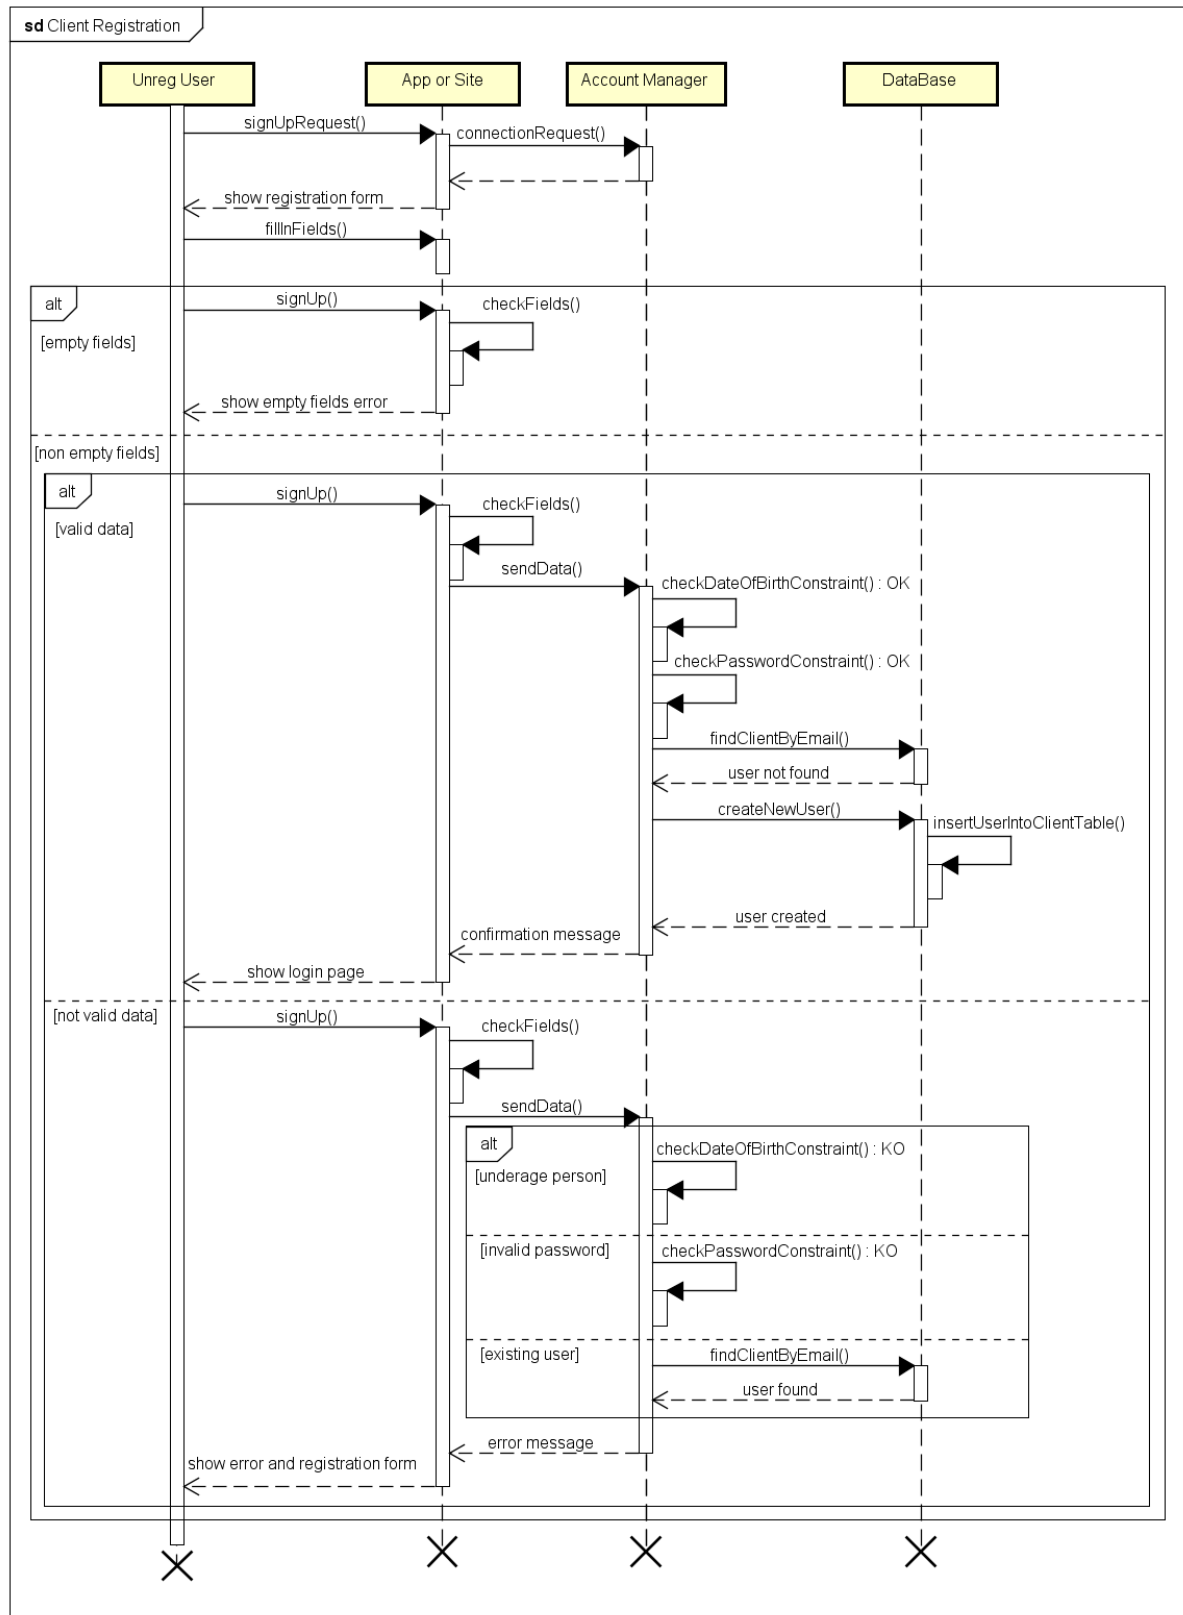 sd Client Registration
Unreg User
App or Site
Account Manager
DataBase
signUpRequest()
connectionRequest()
show registration form
fillInFields()
alt
signUp()
checkFields()
[empty fields]
show empty fields error
[non empty fields]
alt
signUp()
checkFields()
[valid data]
sendData()
checkDateOfBirthConstraint() : OK
checkPasswordConstraint() : OK
findClientByEmail()
user not found
createNewUser()
insertUserIntoClientTable()
user created
confirmation message
show login page
[not valid data]
signUp()
checkFields()
sendData()
alt
checkDateOfBirthConstraint() : KO
[underage person]
[invalid password]
checkPasswordConstraint() : KO
[existing user]
findClientByEmail()
user found
error message
show error and registration form